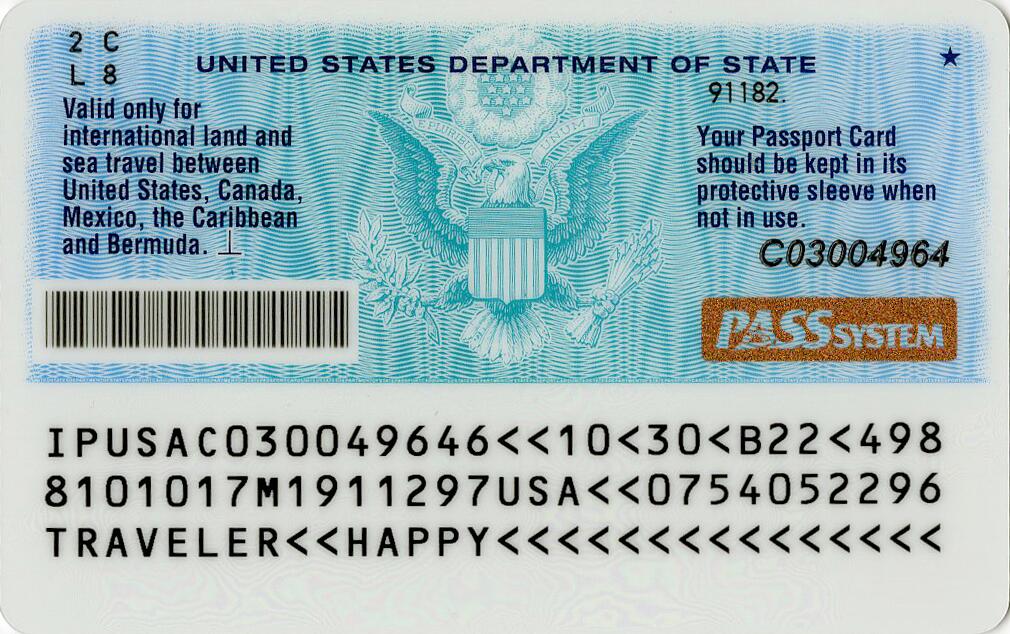 2 C
L 8
UNITED STATES DEPARTMENT OF STATE
91182.
Valid only for
international land and
sea travel between
United States, Canada,
Mexico, the Caribbean
and Bermuda.
Your Passport Card
should be kept in its
protective sleeve when
not in use.
C03004964
PASS SYSTEM
E PLURIBUS UNUM
IPUSAC030049646<<10<30<B22<498
8101017M1911297USA<<0754052296
TRAVELER<<HAPPY<<<<<<<<<<<<<<<